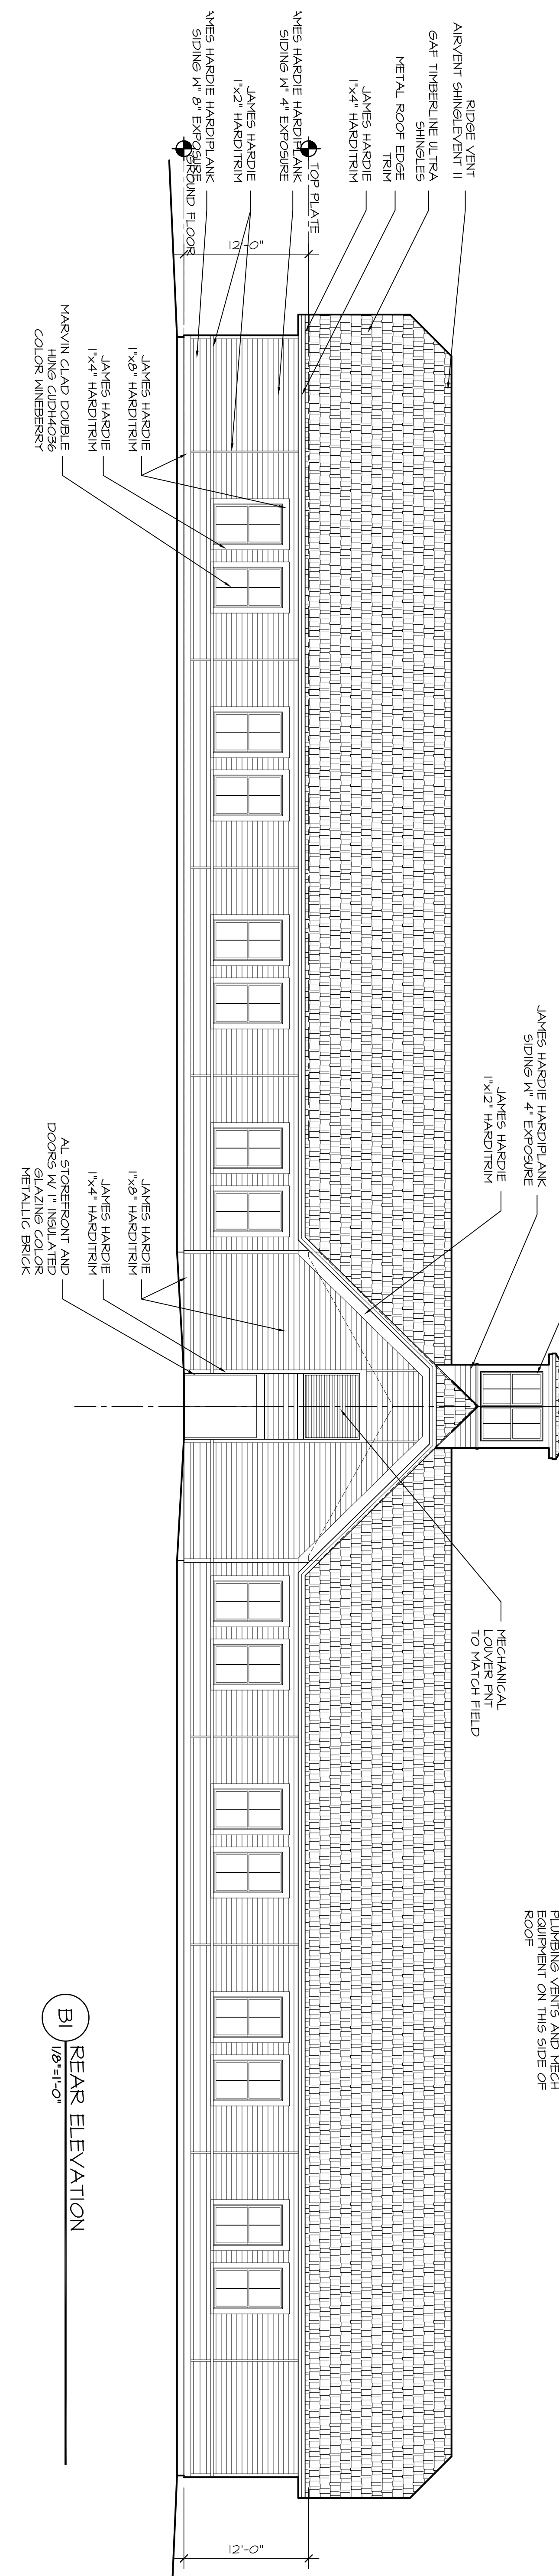 RIDGE VENT
AIRVENT SHINGLEVENT II
GAF TIMBERLINE ULTRA
SHINGLES
METAL ROOF EDGE
TRIM
JAMES HARDIE
1"x4" HARDITRIM
TOP PLATE
AMES HARDIE HARDIPLANK
SIDING W" 4" EXPOSURE
JAMES HARDIE
1"x2" HARDITRIM
AMES HARDIE HARDIPLANK
SIDING W" 8" EXPOSURE
GROUND FLOOR
12'-0"
JAMES HARDIE
1"x8" HARDITRIM
JAMES HARDIE
1"x4" HARDITRIM
MARVIN CLAD DOUBLE
HUNG CUDH4036
COLOR WINEBERRY
JAMES HARDIE HARDIPLANK
SIDING W" 4" EXPOSURE
JAMES HARDIE
1"x12" HARDITRIM
JAMES HARDIE
1"x8" HARDITRIM
JAMES HARDIE
1"x4" HARDITRIM
AL STOREFRONT AND
DOORS W/ 1" INSULATED
GLAZING COLOR
METALLIC BRICK
MECHANICAL
LOUVER PNT
TO MATCH FIELD
PLUMBING VENTS AND MECH
EQUIPMENT ON THIS SIDE OF
ROOF
12'-0"
B1
REAR ELEVATION
1/8"=1'-0"